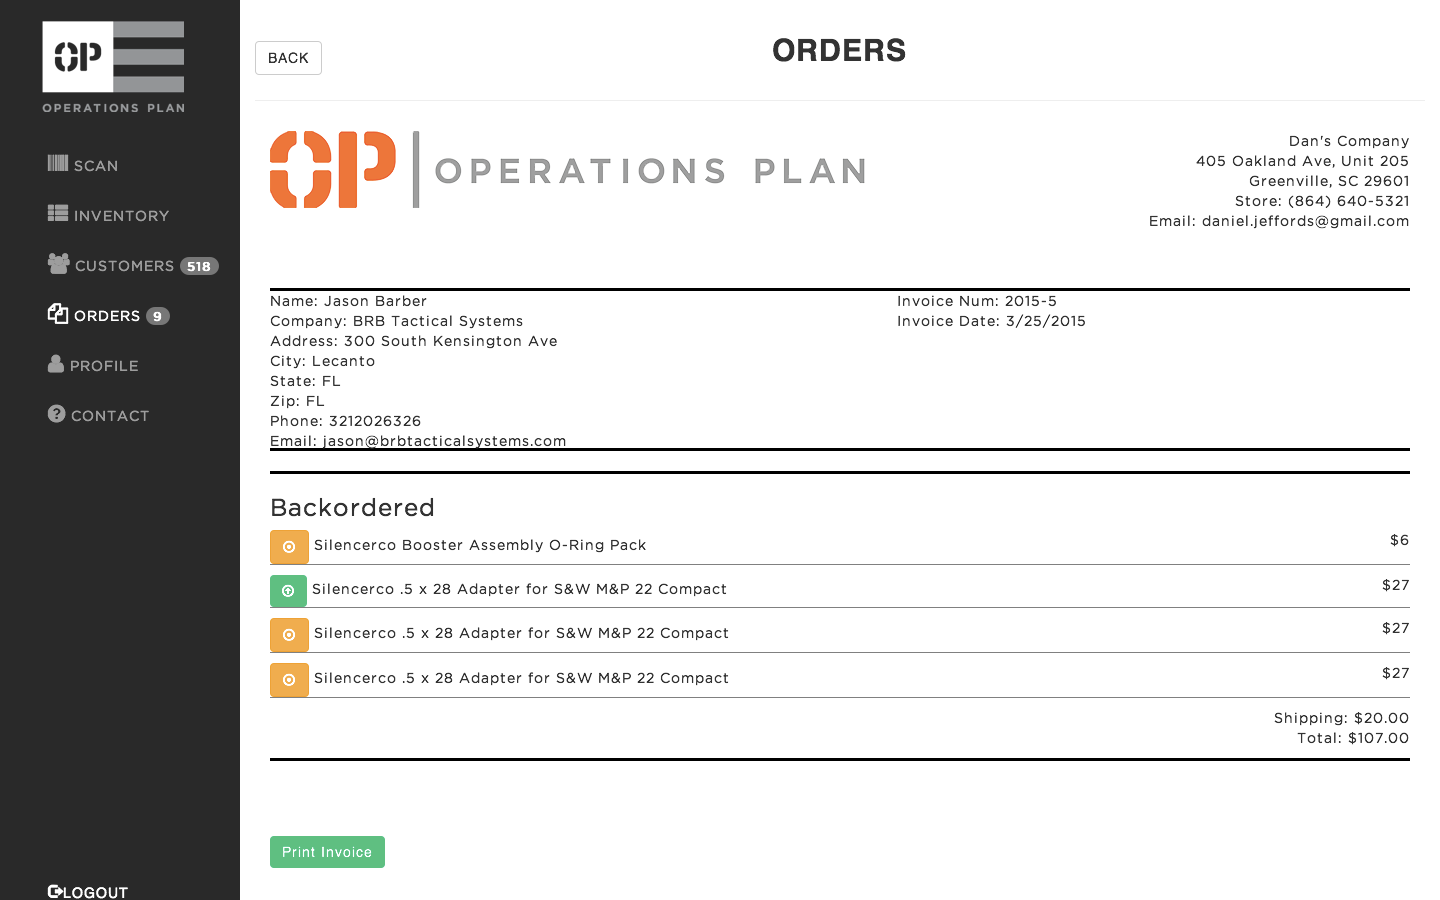 OP
OPERATIONS PLAN
SCAN
INVENTORY
CUSTOMERS 518
ORDERS 9
PROFILE
? CONTACT
LOGOUT
BACK
ORDERS
OP OPERATIONS PLAN
Dan's Company
405 Oakland Ave, Unit 205
Greenville, SC 29601
Store: (864) 640-5321
Email: daniel.jeffords@gmail.com
Name: Jason Barber
Company: BRB Tactical Systems
Address: 300 South Kensington Ave
City: Lecanto
State: FL
Zip: FL
Phone: 3212026326
Email: jason@brbtacticalsystems.com
Invoice Num: 2015-5
Invoice Date: 3/25/2015
Backordered
Silencerco Booster Assembly O-Ring Pack $6
Silencerco .5 x 28 Adapter for S&W M&P 22 Compact $27
Silencerco .5 x 28 Adapter for S&W M&P 22 Compact $27
Silencerco .5 x 28 Adapter for S&W M&P 22 Compact $27
Shipping: $20.00
Total: $107.00
Print Invoice